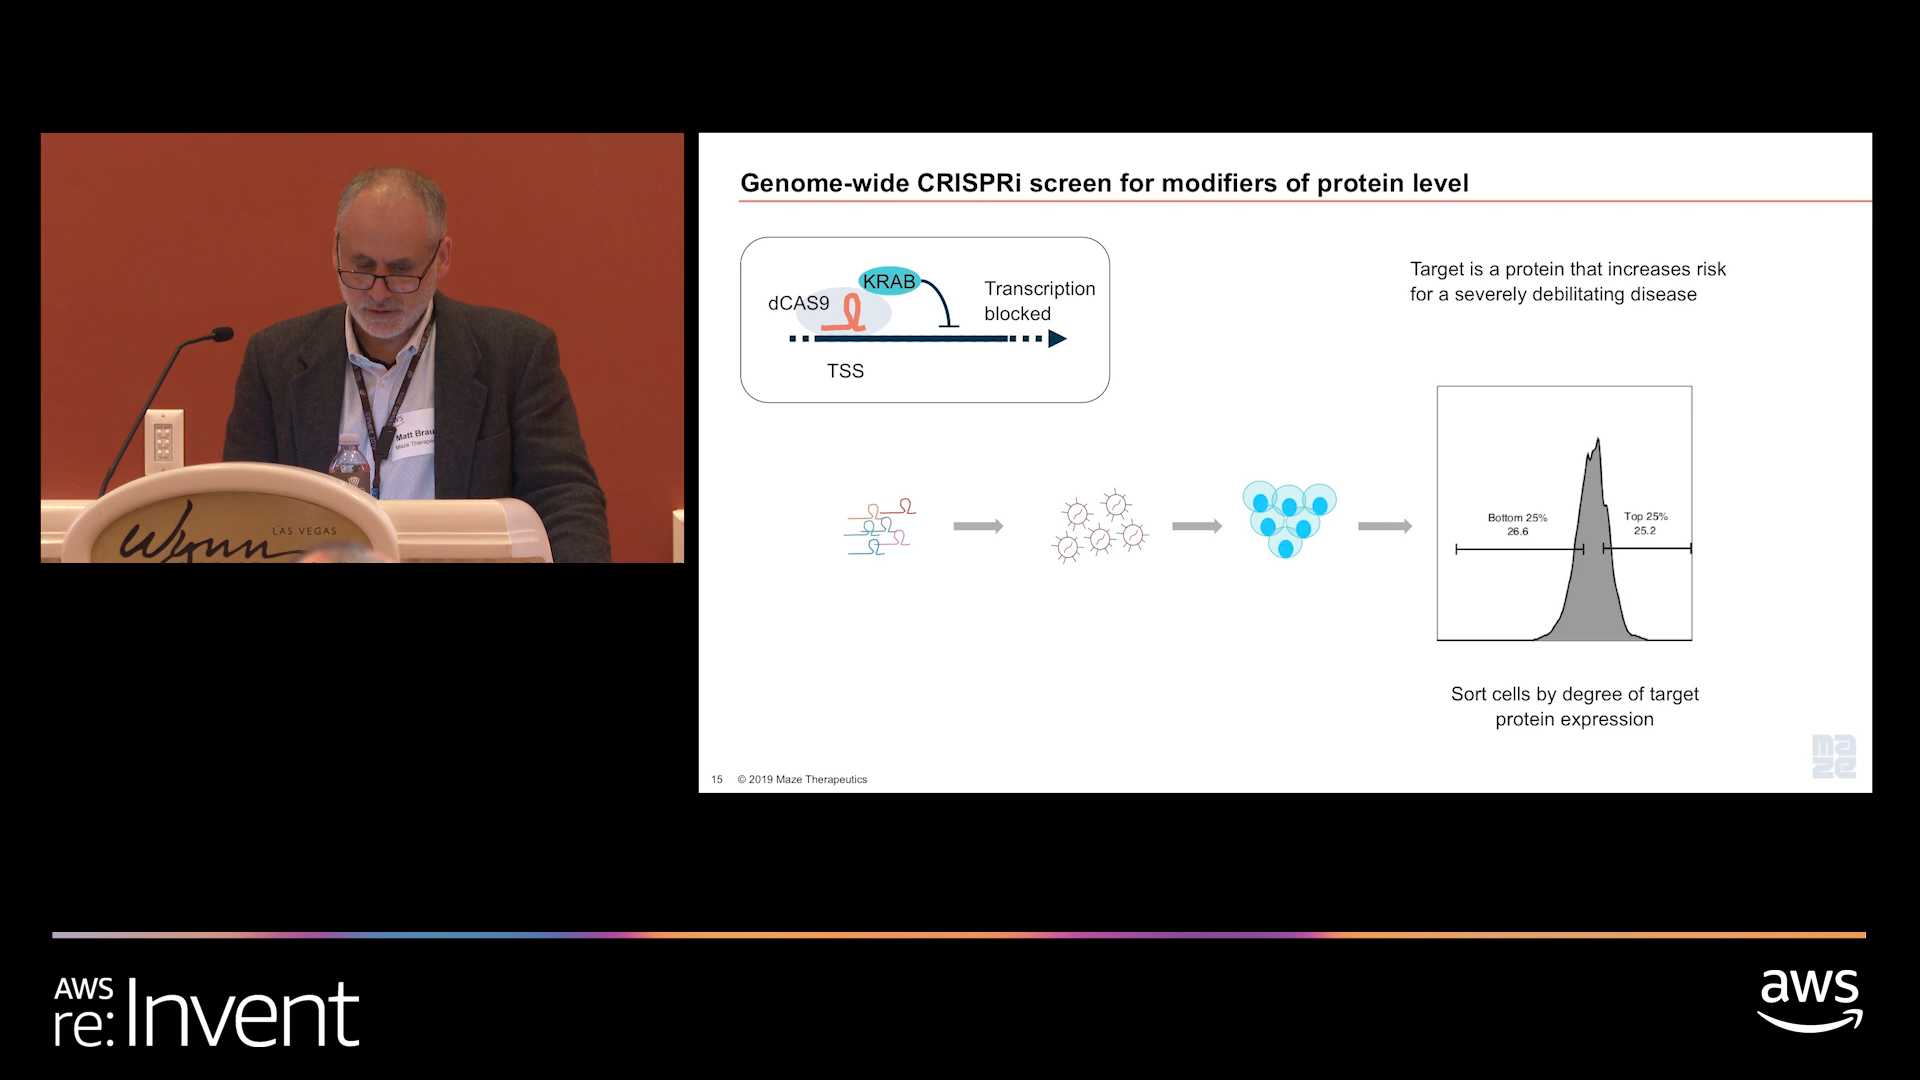 Genome-wide CRISPRi screen for modifiers of protein level
KRAB
dCAS9
Transcription
blocked
TSS
Target is a protein that increases risk
for a severely debilitating disease
Bottom 25%
26.6
Top 25%
25.2
Sort cells by degree of target
protein expression
maze
15 © 2019 Maze Therapeutics
aws
Matt Brau
Maze Therape
Wynn
LAS VEGAS
AWS
re:Invent
aws